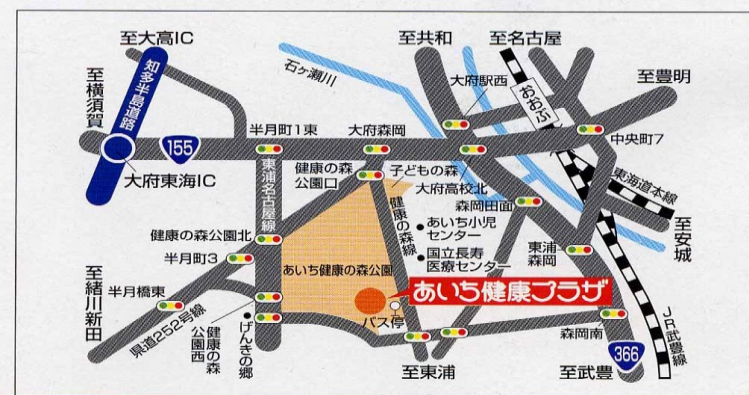 至大高IC
至共和
至名古屋
石ヶ瀬川
知多半島道路
至横須賀
大府駅西
おおぶ
至豊明
155
半月町1東
大府森岡
中央町7
大府東海IC
東浦名古屋線
健康の森
公園口
子どもの森
大府高校北
東海道本線
森岡田面
健康の森線
至安城
健康の森公園北
あいち小児
センター
半月町3
国立長寿
医療センター
東浦
森岡
あいち健康の森公園
至緒川新田
半月橋東
あいち健康プラザ
バス停
県道252号線
健康の森
公園西
げんきの郷
森岡南
JR武豊線
366
至東浦
至武豊